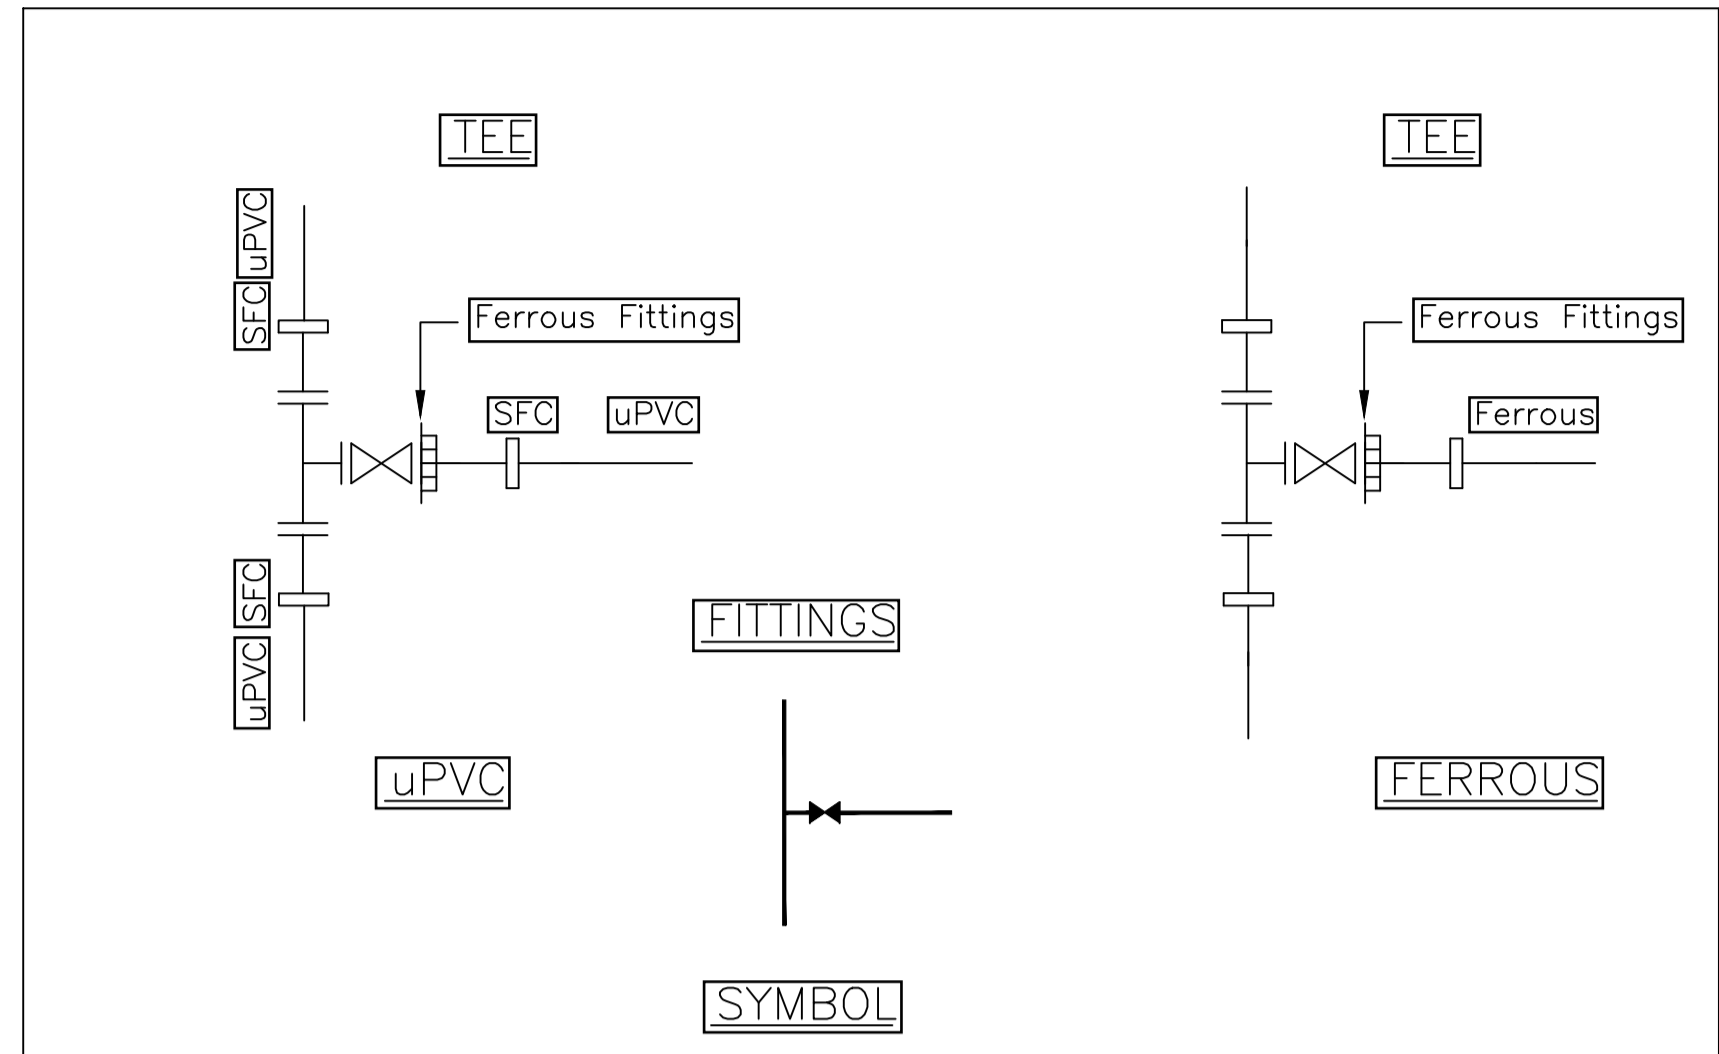 TEE
TEE
uPVC
SFC
Ferrous Fittings
Ferrous Fittings
SFC
uPVC
Ferrous
SFC
uPVC
FITTINGS
uPVC
FERROUS
SYMBOL